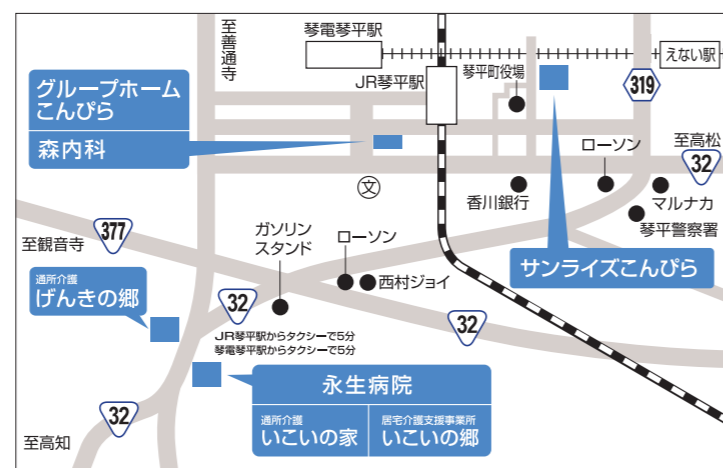 至善通寺
琴電琴平駅
えない駅
グループホーム
こんぴら
森内科
JR琴平駅
琴平町役場
319
至高松
32
ローソン
文
香川銀行
マルナカ
琴平警察署
377
至観音寺
ガソリン
スタンド
ローソン
西村ジョイ
サンライズこんぴら
通所介護
げんきの郷
32
32
JR琴平駅からタクシーで5分
琴電琴平駅からタクシーで5分
永生病院
通所介護
いこいの家
居宅介護支援事業所
いこいの郷
32
至高知